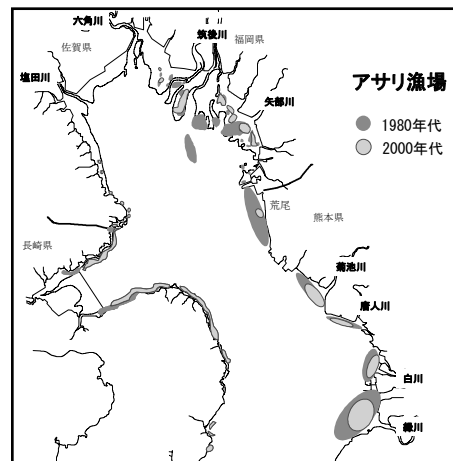 六角川
佐賀県
筑後川
福岡県
塩田川
アサリ漁場
矢部川
1980年代
2000年代
荒尾
熊本県
長崎県
菊池川
唐人川
白川
緑川